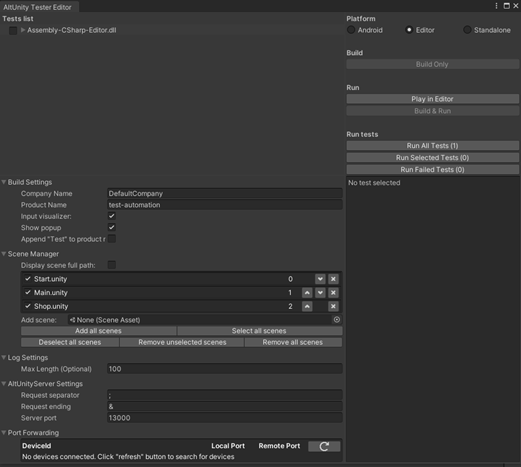 AltUnity Tester Editor
Tests list
Assembly-CSharp-Editor.dll
Platform
Android
Editor
Standalone
Build
Build Only
Run
Play in Editor
Build & Run
Run tests
Run All Tests (1)
Run Selected Tests (0)
Run Failed Tests (0)
No test selected
Build Settings
Company Name DefaultCompany
Product Name test-automation
Input visualizer:
Show popup
Append "Test" to product r
Scene Manager
Display scene full path:
Start.unity 0
Main.unity 1
Shop.unity 2
Add scene: None (Scene Asset)
Add all scenes Select all scenes
Deselect all scenes Remove unselected scenes Remove all scenes
Log Settings
Max Length (Optional) 100
AltUnityServer Settings
Request separator ;
Request ending &
Server port 13000
Port Forwarding
DeviceId Local Port Remote Port
No devices connected. Click "refresh" button to search for devices